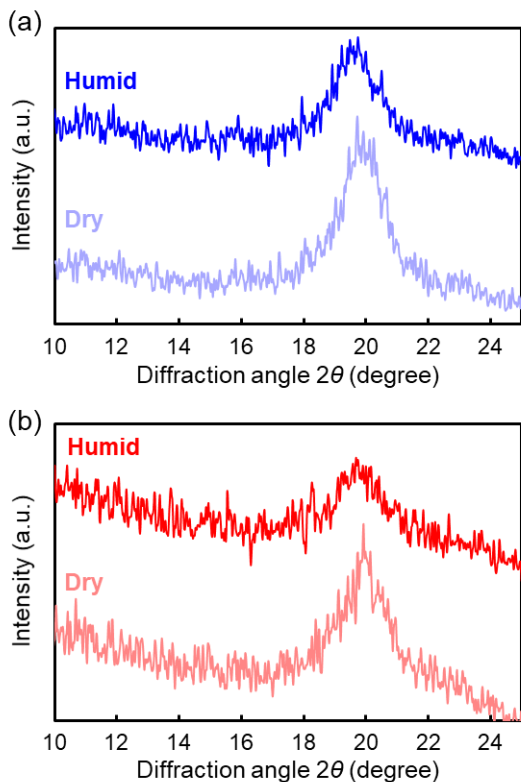 (a)
Humid
Dry
Intensity (a.u.)
10 12 14 16 18 20 22 24
Diffraction angle 2θ (degree)
(b)
Humid
Dry
Intensity (a.u.)
10 12 14 16 18 20 22 24
Diffraction angle 2θ (degree)